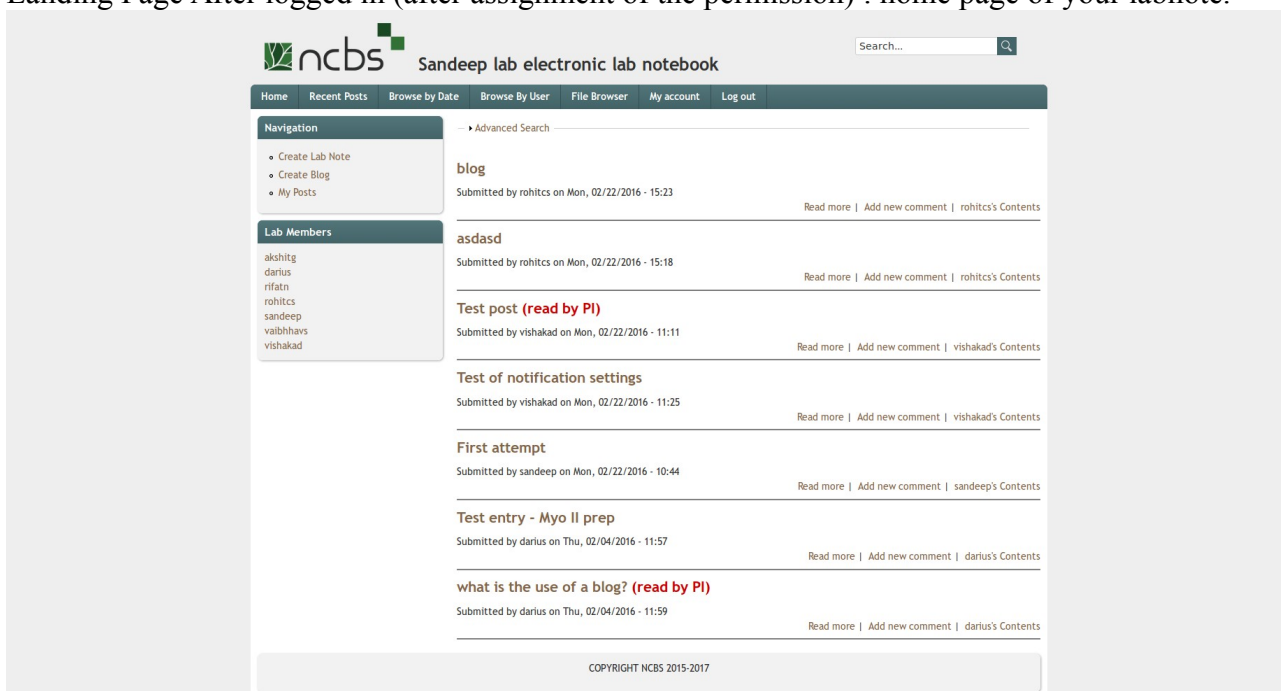 Landing Page After logged in (after assignment of the permission) : home page of your labnote.
ncbs Sandeep lab electronic lab notebook
Search...
Home Recent Posts Browse by Date Browse By User File Browser My account Log out
Navigation
Create Lab Note
Create Blog
My Posts
Lab Members
akshitg
darius
rifatn
rohitcs
sandeep
vaibhhavs
vishakad
Advanced Search
blog
Submitted by rohitcs on Mon, 02/22/2016 - 15:23
Read more | Add new comment | rohitcs's Contents
asdasd
Submitted by rohitcs on Mon, 02/22/2016 - 15:18
Read more | Add new comment | rohitcs's Contents
Test post (read by PI)
Submitted by vishakad on Mon, 02/22/2016 - 11:11
Read more | Add new comment | vishakad's Contents
Test of notification settings
Submitted by vishakad on Mon, 02/22/2016 - 11:25
Read more | Add new comment | vishakad's Contents
First attempt
Submitted by sandeep on Mon, 02/22/2016 - 10:44
Read more | Add new comment | sandeep's Contents
Test entry - Myo II prep
Submitted by darius on Thu, 02/04/2016 - 11:57
Read more | Add new comment | darius's Contents
what is the use of a blog? (read by PI)
Submitted by darius on Thu, 02/04/2016 - 11:59
Read more | Add new comment | darius's Contents
COPYRIGHT NCBS 2015-2017